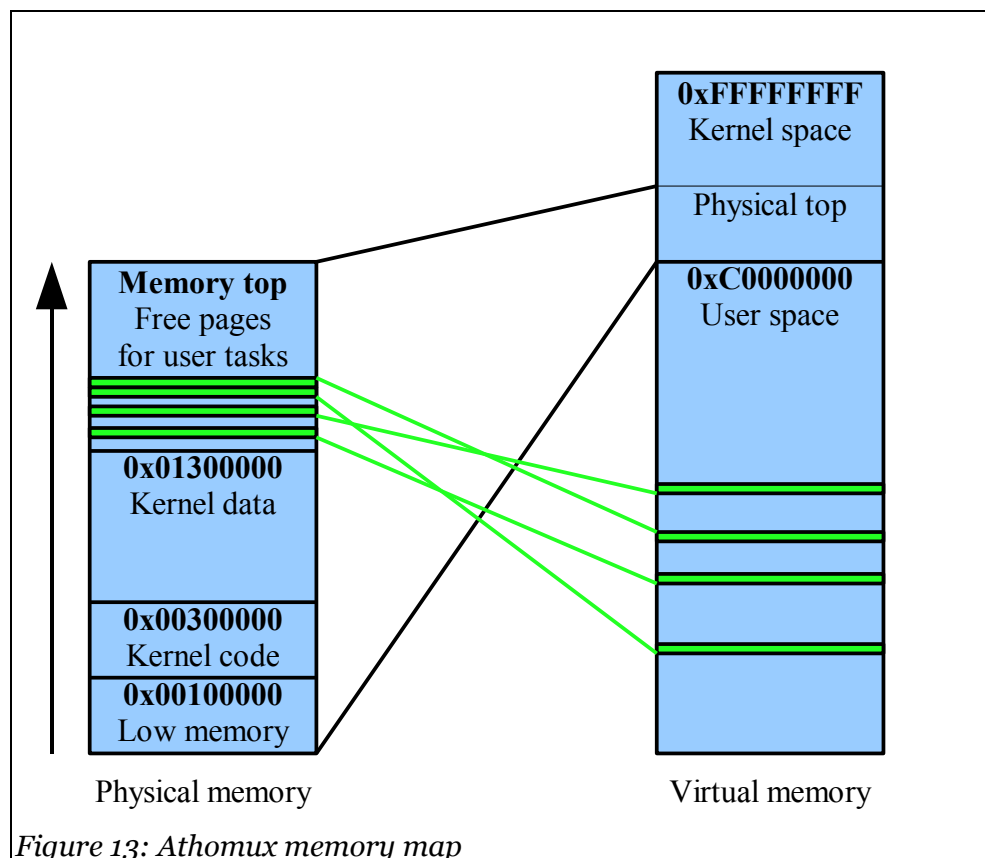 0xFFFFFFFF
Kernel space
Physical top
0xC0000000
User space
Memory top
Free pages
for user tasks
0x01300000
Kernel data
0x00300000
Kernel code
0x00100000
Low memory
Physical memory
Virtual memory
Figure 13: Athomux memory map